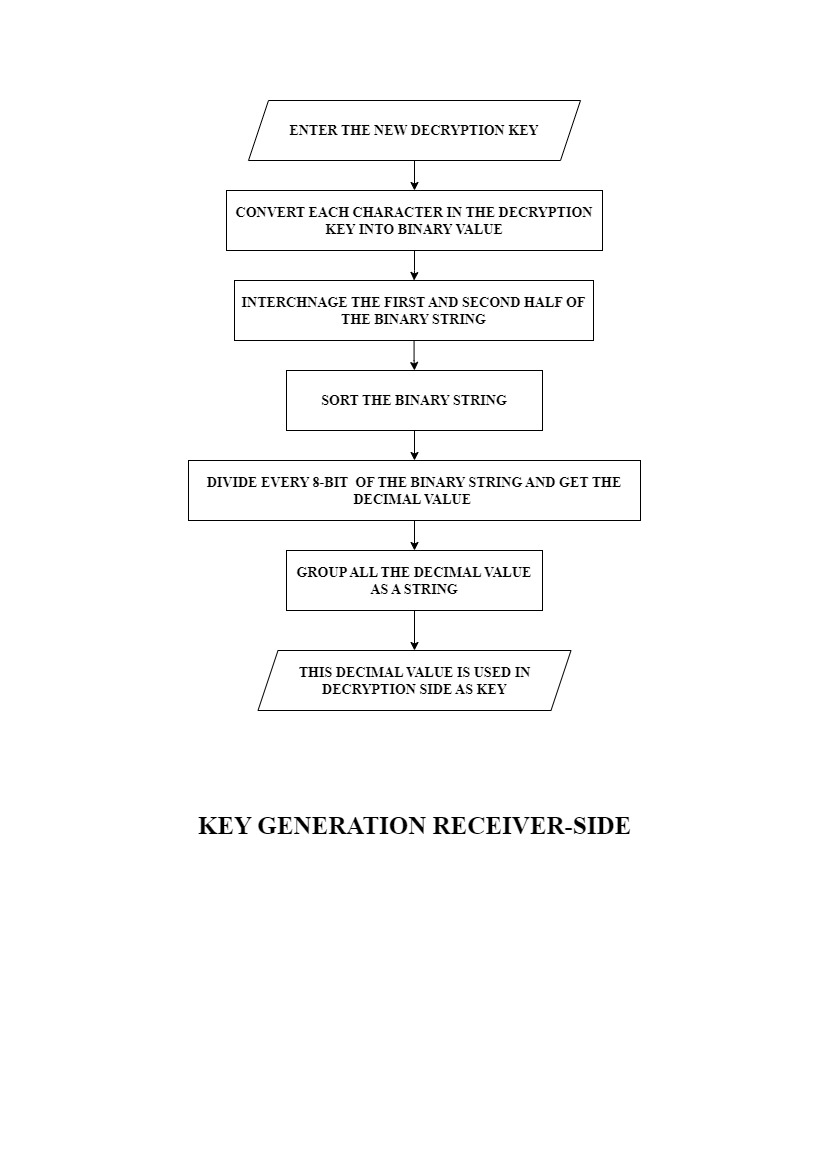 ENTER THE NEW DECRYPTION KEY
CONVERT EACH CHARACTER IN THE DECRYPTION
KEY INTO BINARY VALUE
INTERCHNAGE THE FIRST AND SECOND HALF OF
THE BINARY STRING
SORT THE BINARY STRING
DIVIDE EVERY 8-BIT OF THE BINARY STRING AND GET THE
DECIMAL VALUE
GROUP ALL THE DECIMAL VALUE
AS A STRING
THIS DECIMAL VALUE IS USED IN
DECRYPTION SIDE AS KEY
KEY GENERATION RECEIVER-SIDE